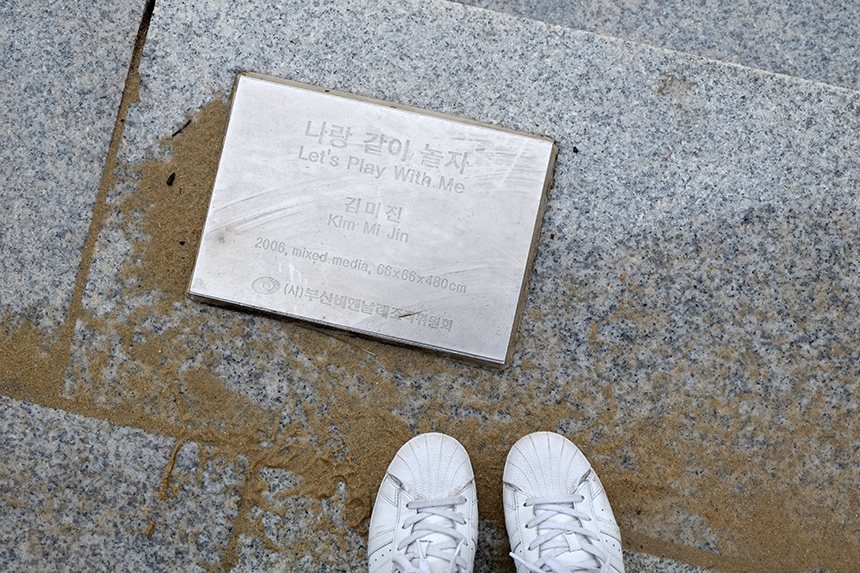 나랑 같이 놀자
Let's Play With Me
김미진
Kim Mi Jin
2006, mixed media, 66x66x480cm
(사)부산비엔날레조직위원회